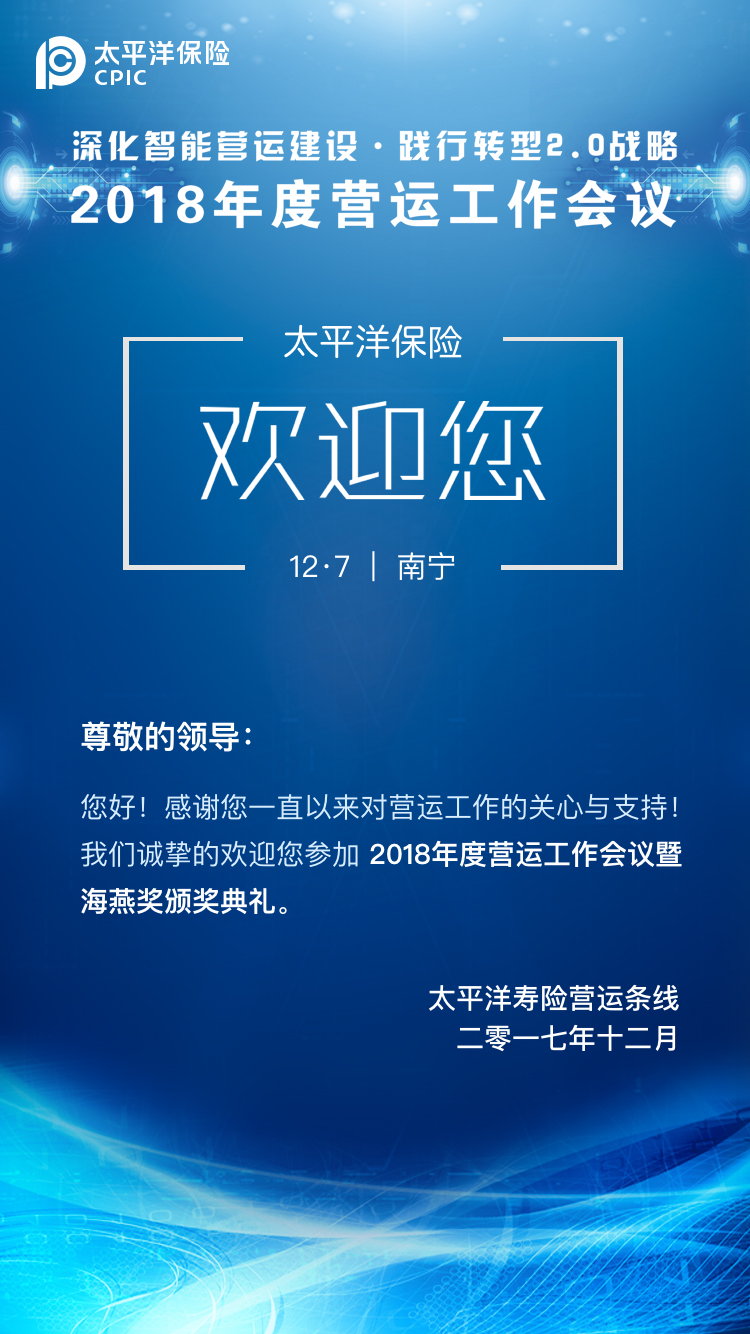 太平洋保险
CPIC
深化智能营运建设·践行转型2.0战略
2018年度营运工作会议
太平洋保险
欢迎您
12·7 | 南宁
尊敬的领导：
您好！感谢您一直以来对营运工作的关心与支持！
我们诚挚的欢迎您参加 2018年度营运工作会议暨
海燕奖颁奖典礼。
太平洋寿险营运条线
二零一七年十二月